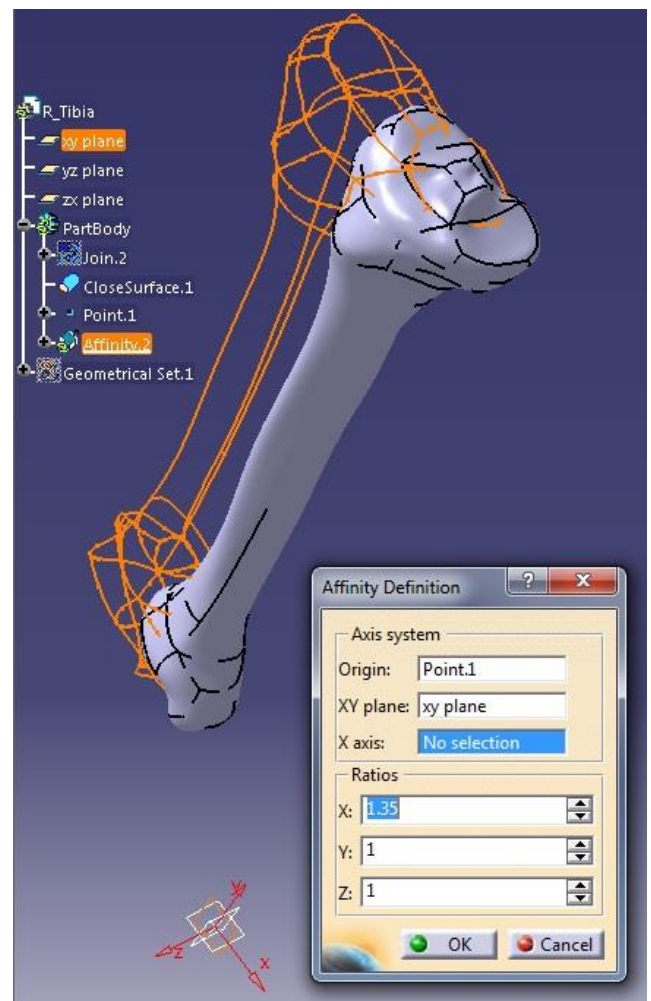 R_Tibia
xy plane
yz plane
zx plane
PartBody
Join.2
CloseSurface.1
Point.1
Affinity.2
Geometrical Set.1
y
z
x
Affinity Definition
?
X
Axis system
Origin: Point.1
XY plane: xy plane
X axis: No selection
Ratios
X: 1.35
Y: 1
Z: 1
OK Cancel